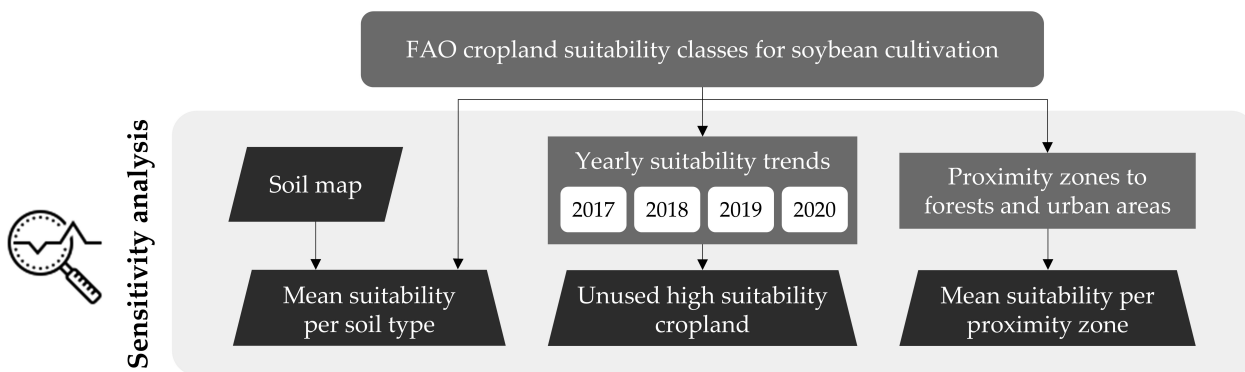 FAO cropland suitability classes for soybean cultivation
Sensitivity analysis
Soil map
Yearly suitability trends
2017 2018 2019 2020
Proximity zones to
forests and urban areas
Mean suitability
per soil type
Unused high suitability
cropland
Mean suitability per
proximity zone